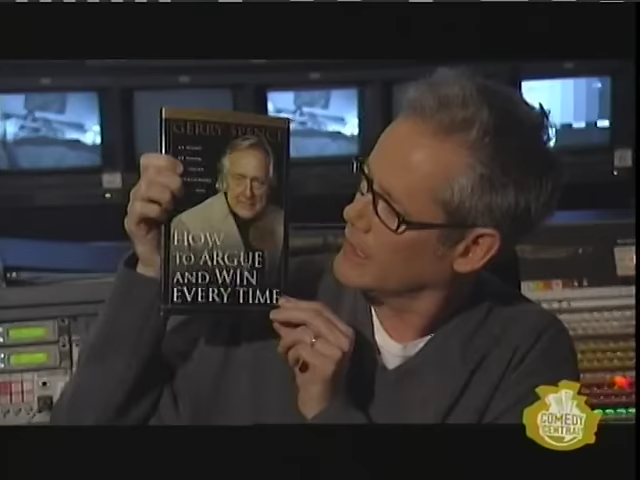 GERRY SPENCE
HOW
TO ARGUE
AND WIN
EVERY TIME
COMEDY
CENTRAL